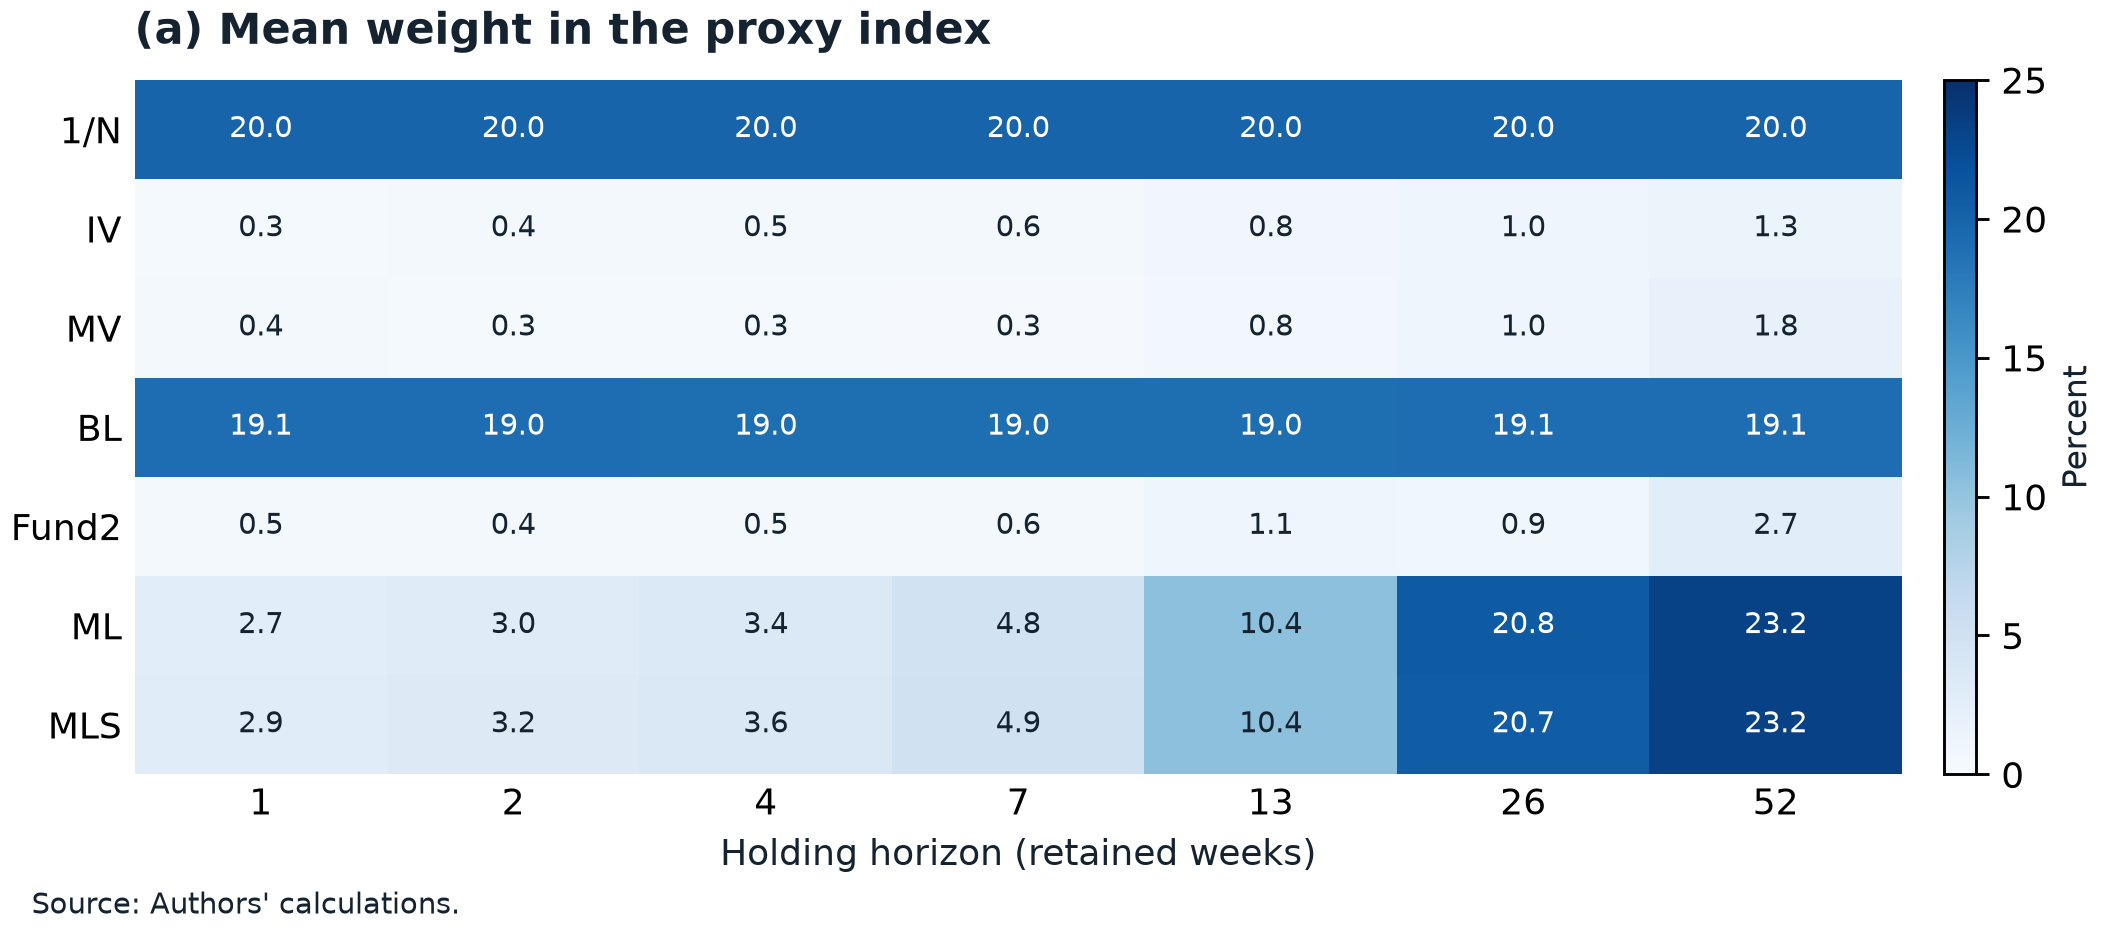 (a) Mean weight in the proxy index
1/N 20.0 20.0 20.0 20.0 20.0 20.0 20.0
IV 0.3 0.4 0.5 0.6 0.8 1.0 1.3
MV 0.4 0.3 0.3 0.3 0.8 1.0 1.8
BL 19.1 19.0 19.0 19.0 19.0 19.1 19.1
Fund2 0.5 0.4 0.5 0.6 1.1 0.9 2.7
ML 2.7 3.0 3.4 4.8 10.4 20.8 23.2
MLS 2.9 3.2 3.6 4.9 10.4 20.7 23.2
1 2 4 7 13 26 52
Holding horizon (retained weeks)
25
20
15
10
5
0
Percent
Source: Authors' calculations.